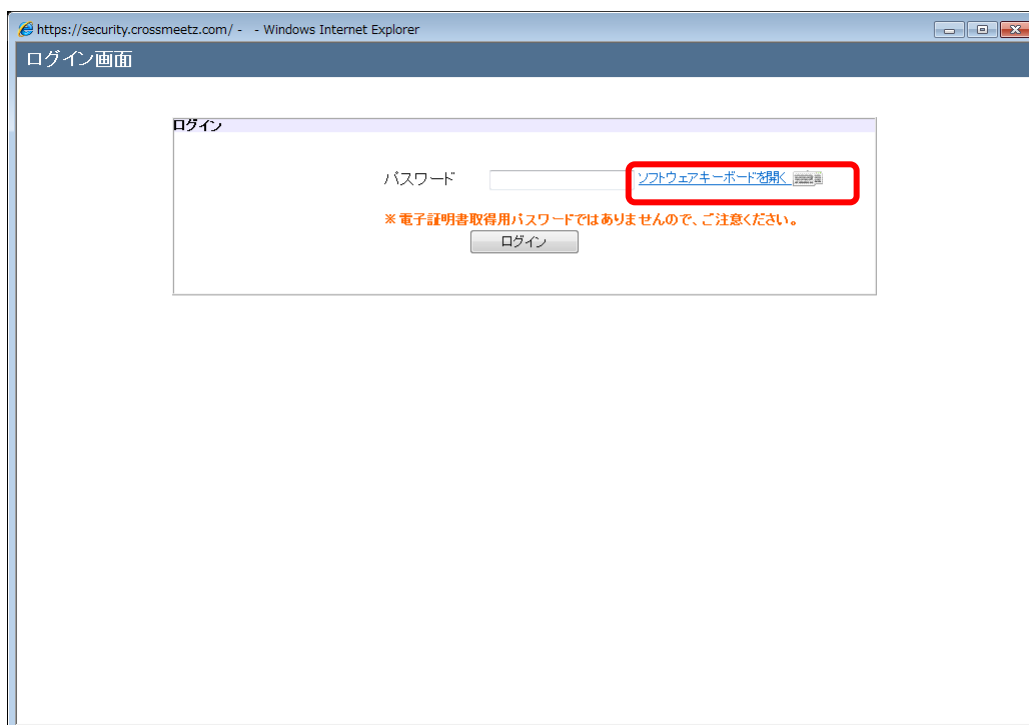 https://security.crossmeetz.com/ - - Windows Internet Explorer
ログイン画面
ログイン
パスワード ソフトウェアキーボードを開く
※電子証明書取得用パスワードではありませんので、ご注意ください。
ログイン